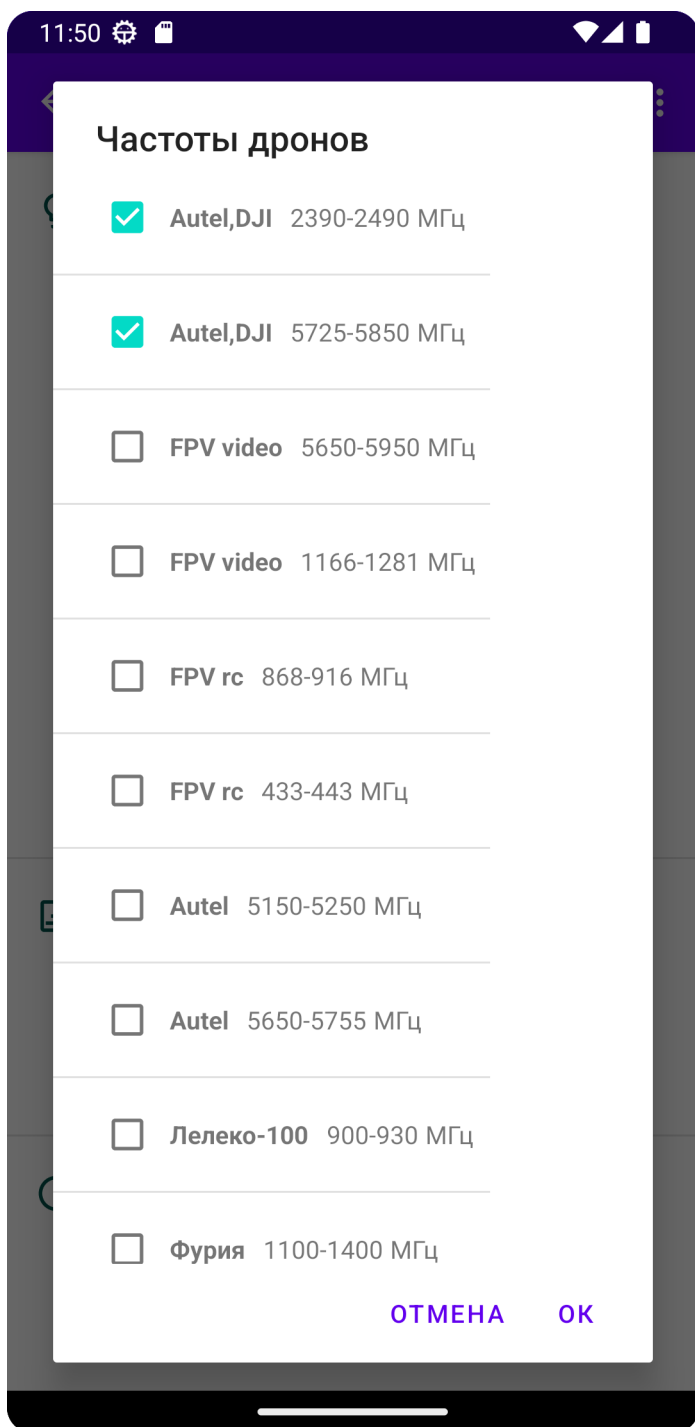 11:50
Частоты дронов
Autel,DJI 2390-2490 МГц
Autel,DJI 5725-5850 МГц
FPV video 5650-5950 МГц
FPV video 1166-1281 МГц
FPV rc 868-916 МГц
FPV rc 433-443 МГц
Autel 5150-5250 МГц
Autel 5650-5755 МГц
Лелеко-100 900-930 МГц
Фурия 1100-1400 МГц
ОТМЕНА ОК